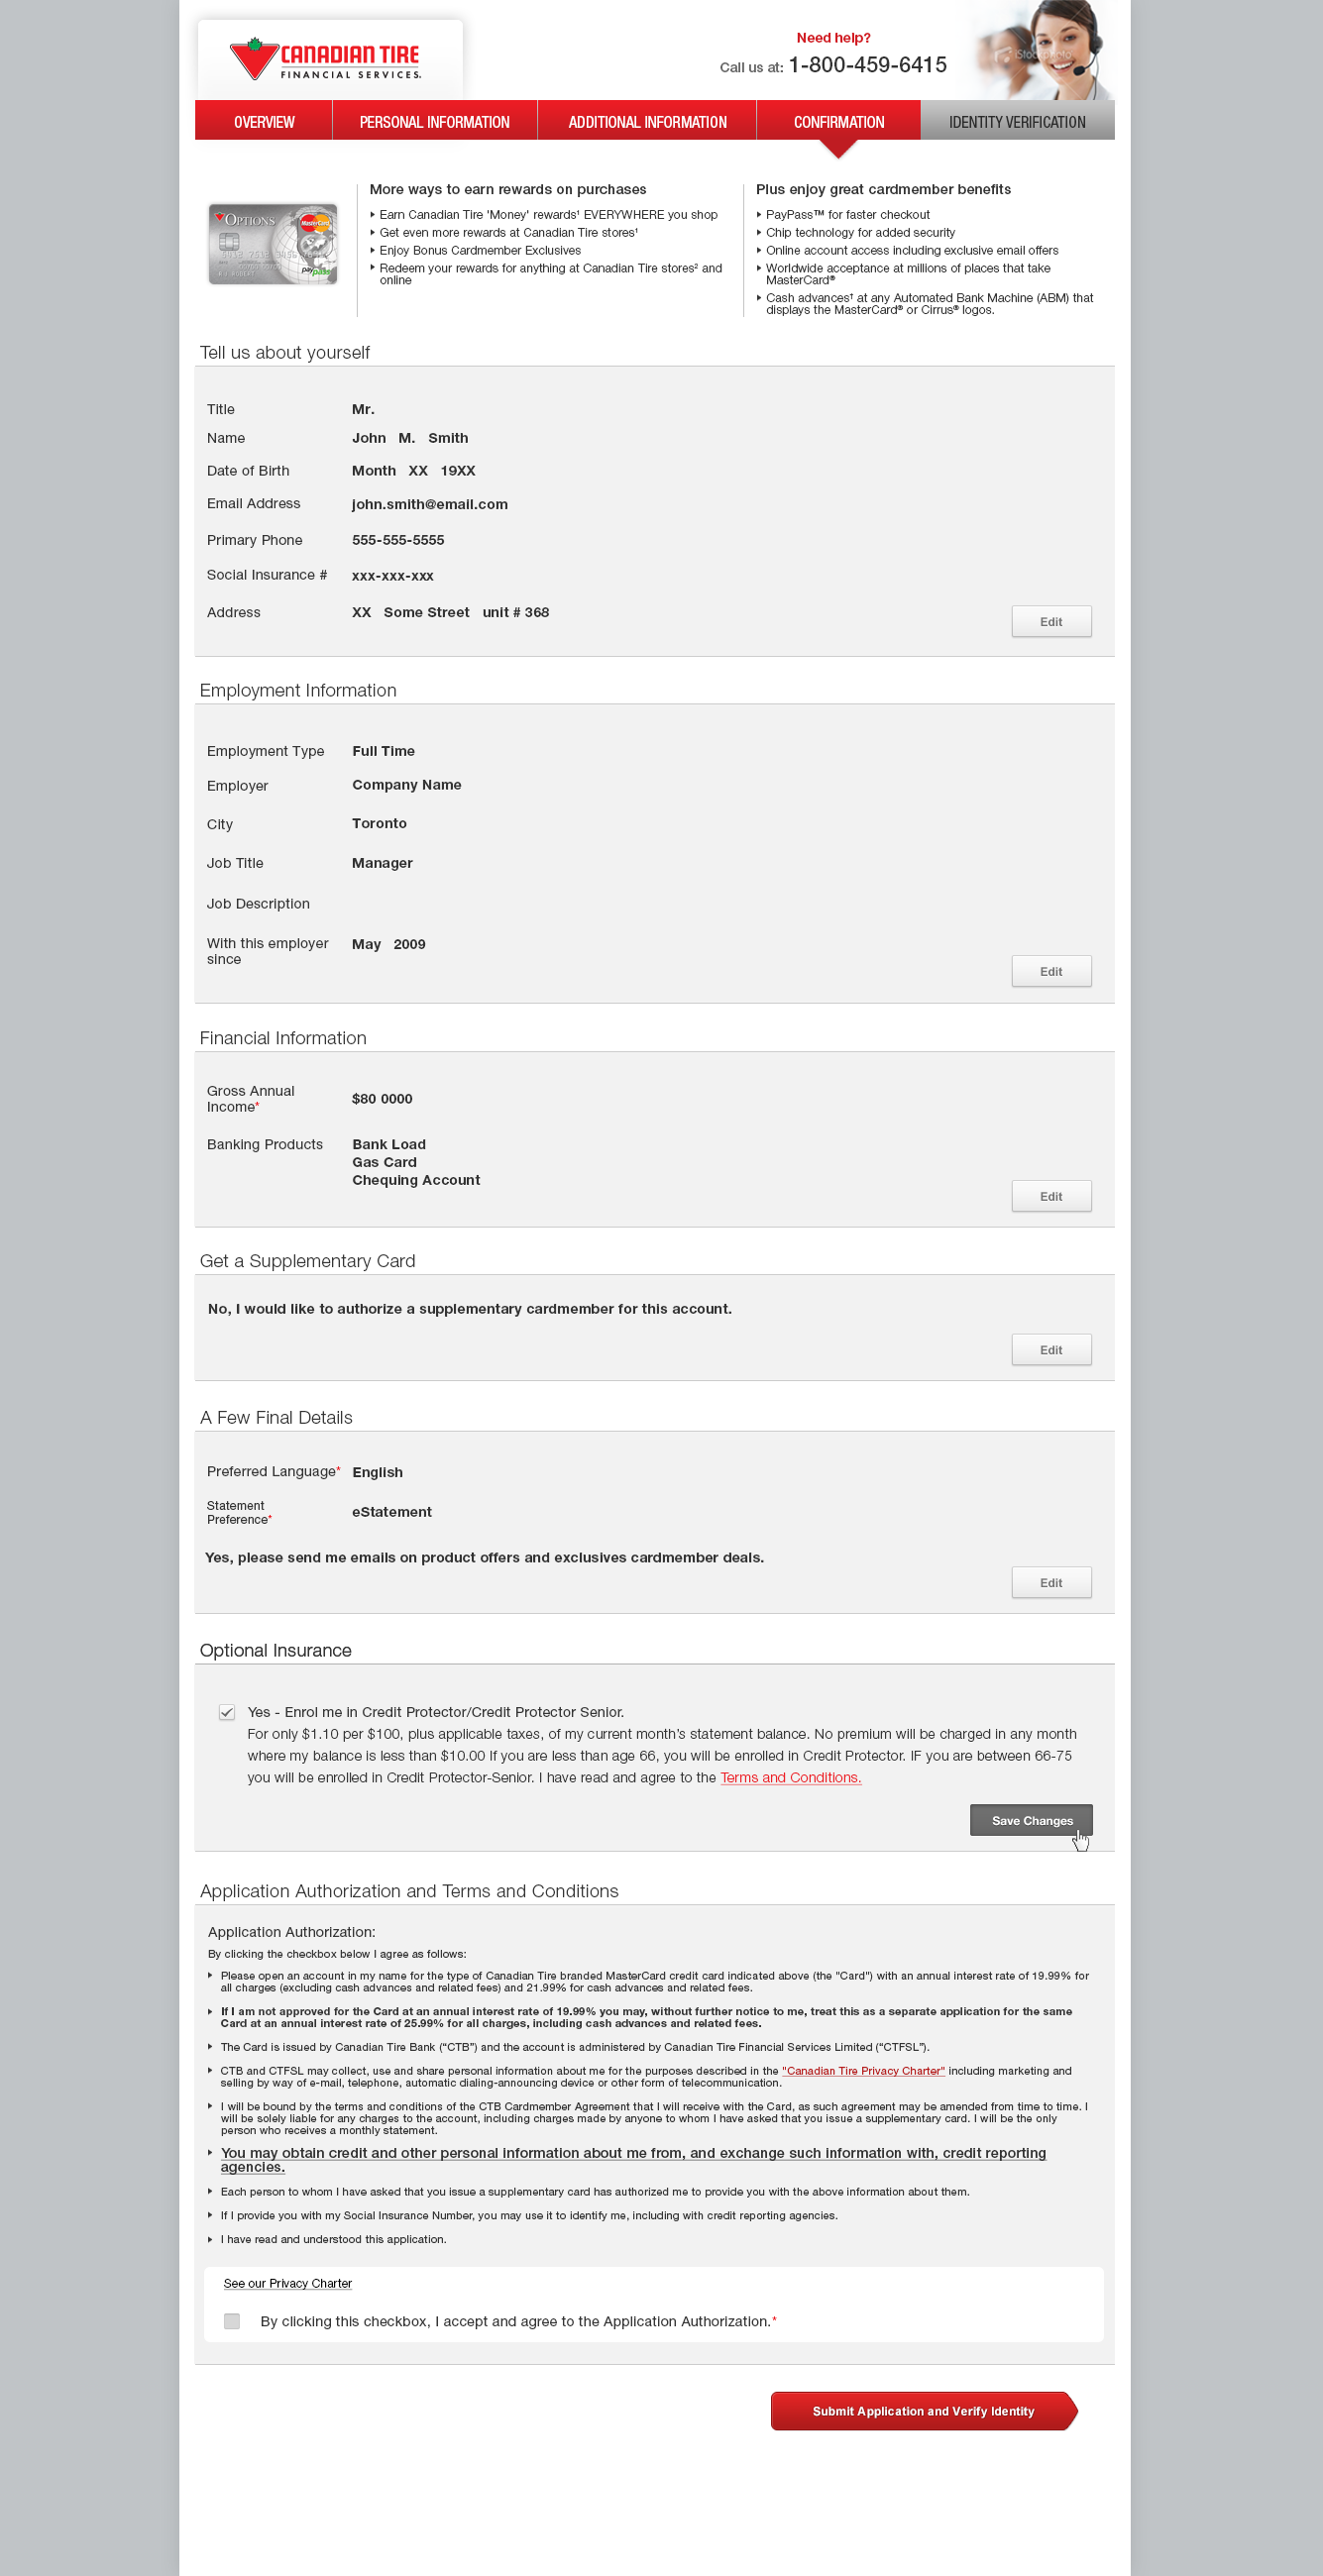 CANADIAN TIRE
FINANCIAL SERVICES.
Need help?
Call us at: 1-800-459-6415
iStockphoto
OVERVIEW
PERSONAL INFORMATION
ADDITIONAL INFORMATION
CONFIRMATION
IDENTITY VERIFICATION
OPTIONS
MasterCard
PayPass
More ways to earn rewards on purchases
Earn Canadian Tire 'Money' rewards¹ EVERYWHERE you shop
Get even more rewards at Canadian Tire stores¹
Enjoy Bonus Cardmember Exclusives
Redeem your rewards for anything at Canadian Tire stores² and
online
Plus enjoy great cardmember benefits
PayPass™ for faster checkout
Chip technology for added security
Online account access including exclusive email offers
Worldwide acceptance at millions of places that take
MasterCard®
Cash advances† at any Automated Bank Machine (ABM) that
displays the MasterCard® or Cirrus® logos.
Tell us about yourself
Title Mr.
Name John M. Smith
Date of Birth Month XX 19XX
Email Address john.smith@email.com
Primary Phone 555-555-5555
Social Insurance # xxx-xxx-xxx
Address XX Some Street unit # 368
Edit
Employment Information
Employment Type Full Time
Employer Company Name
City Toronto
Job Title Manager
Job Description
With this employer May 2009
since
Edit
Financial Information
Gross Annual
Income* $80 0000
Banking Products Bank Load
Gas Card
Chequing Account
Edit
Get a Supplementary Card
No, I would like to authorize a supplementary cardmember for this account.
Edit
A Few Final Details
Preferred Language* English
Statement
Preference* eStatement
Yes, please send me emails on product offers and exclusives cardmember deals.
Edit
Optional Insurance
Yes - Enrol me in Credit Protector/Credit Protector Senior.
For only $1.10 per $100, plus applicable taxes, of my current month's statement balance. No premium will be charged in any month
where my balance is less than $10.00 If you are less than age 66, you will be enrolled in Credit Protector. IF you are between 66-75
you will be enrolled in Credit Protector-Senior. I have read and agree to the Terms and Conditions.
Save Changes
Application Authorization and Terms and Conditions
Application Authorization:
By clicking the checkbox below I agree as follows:
Please open an account in my name for the type of Canadian Tire branded MasterCard credit card indicated above (the "Card") with an annual interest rate of 19.99% for
all charges (excluding cash advances and related fees) and 21.99% for cash advances and related fees.
If I am not approved for the Card at an annual interest rate of 19.99% you may, without further notice to me, treat this as a separate application for the same
Card at an annual interest rate of 25.99% for all charges, including cash advances and related fees.
The Card is issued by Canadian Tire Bank (“CTB”) and the account is administered by Canadian Tire Financial Services Limited (“CTFSL”).
CTB and CTFSL may collect, use and share personal information about me for the purposes described in the "Canadian Tire Privacy Charter" including marketing and
selling by way of e-mail, telephone, automatic dialing-announcing device or other form of telecommunication.
I will be bound by the terms and conditions of the CTB Cardmember Agreement that I will receive with the Card, as such agreement may be amended from time to time. I
will be solely liable for any charges to the account, including charges made by anyone to whom I have asked that you issue a supplementary card. I will be the only
person who receives a monthly statement.
You may obtain credit and other personal information about me from, and exchange such information with, credit reporting
agencies.
Each person to whom I have asked that you issue a supplementary card has authorized me to provide you with the above information about them.
If I provide you with my Social Insurance Number, you may use it to identify me, including with credit reporting agencies.
I have read and understood this application.
See our Privacy Charter
By clicking this checkbox, I accept and agree to the Application Authorization.*
Submit Application and Verify Identity